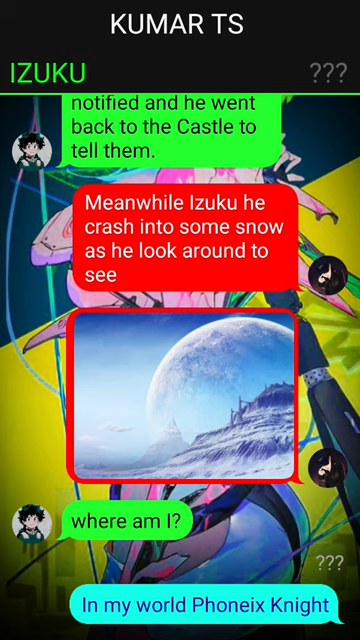 KUMAR TS
IZUKU ???
notified and he went
back to the Castle to
tell them.
Meanwhile Izuku he
crash into some snow
as he look around to
see
where am I?
???
In my world Phoneix Knight